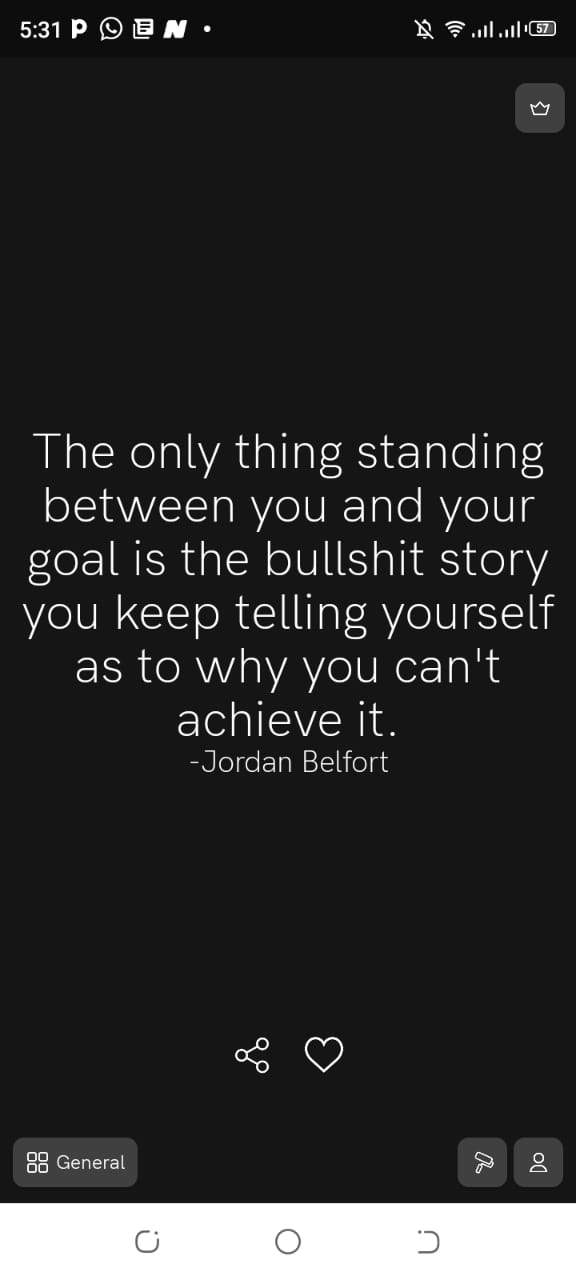 5:31
57
The only thing standing
between you and your
goal is the bullshit story
you keep telling yourself
as to why you can't
achieve it.
-Jordan Belfort
General